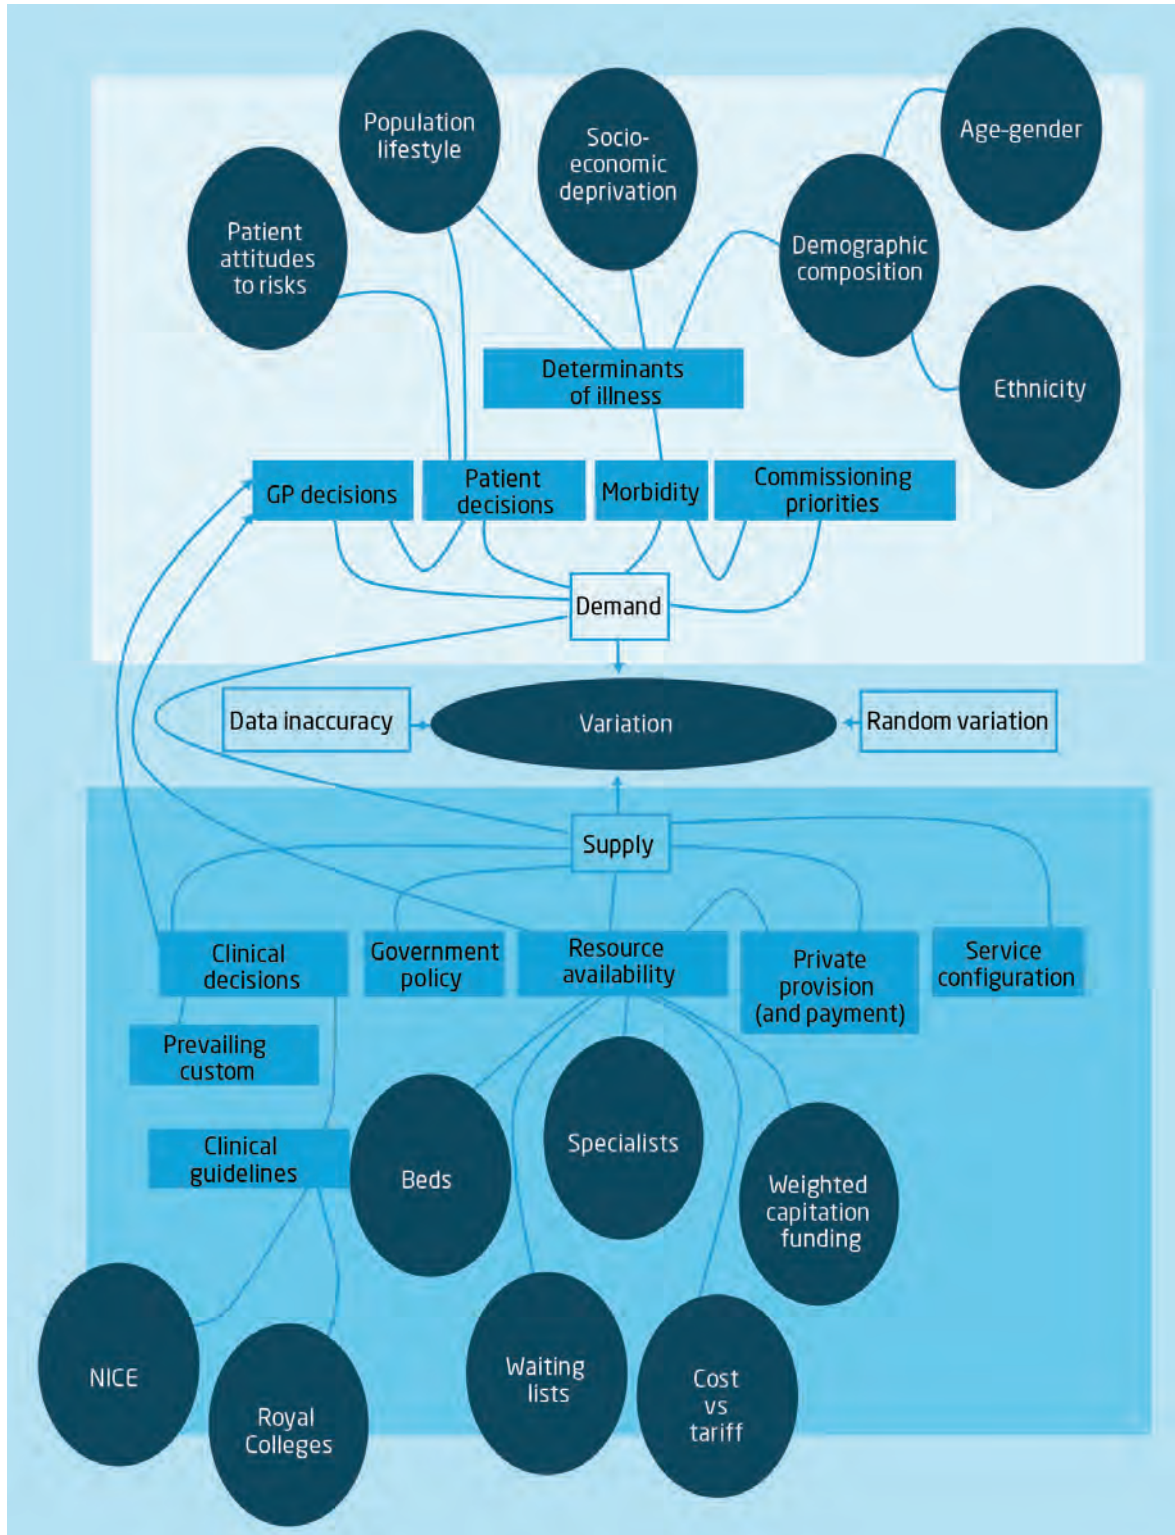 Population
lifestyle
Socio-
economic
deprivation
Age-gender
Patient
attitudes
to risks
Demographic
composition
Ethnicity
Determinants
of illness
GP decisions
Patient
decisions
Morbidity
Commissioning
priorities
Demand
Data inaccuracy
Variation
Random variation
Supply
Clinical
decisions
Government
policy
Resource
availability
Private
provision
(and payment)
Service
configuration
Prevailing
custom
Clinical
guidelines
Beds
Specialists
Weighted
capitation
funding
NICE
Royal
Colleges
Waiting
lists
Cost
vs
tariff